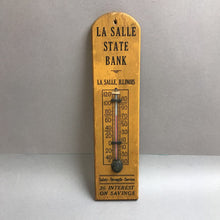 LA SALLE
STATE
BANK
LA SALLE, ILLINOIS
Safety-Strength-Service
3% INTEREST
ON SAVINGS